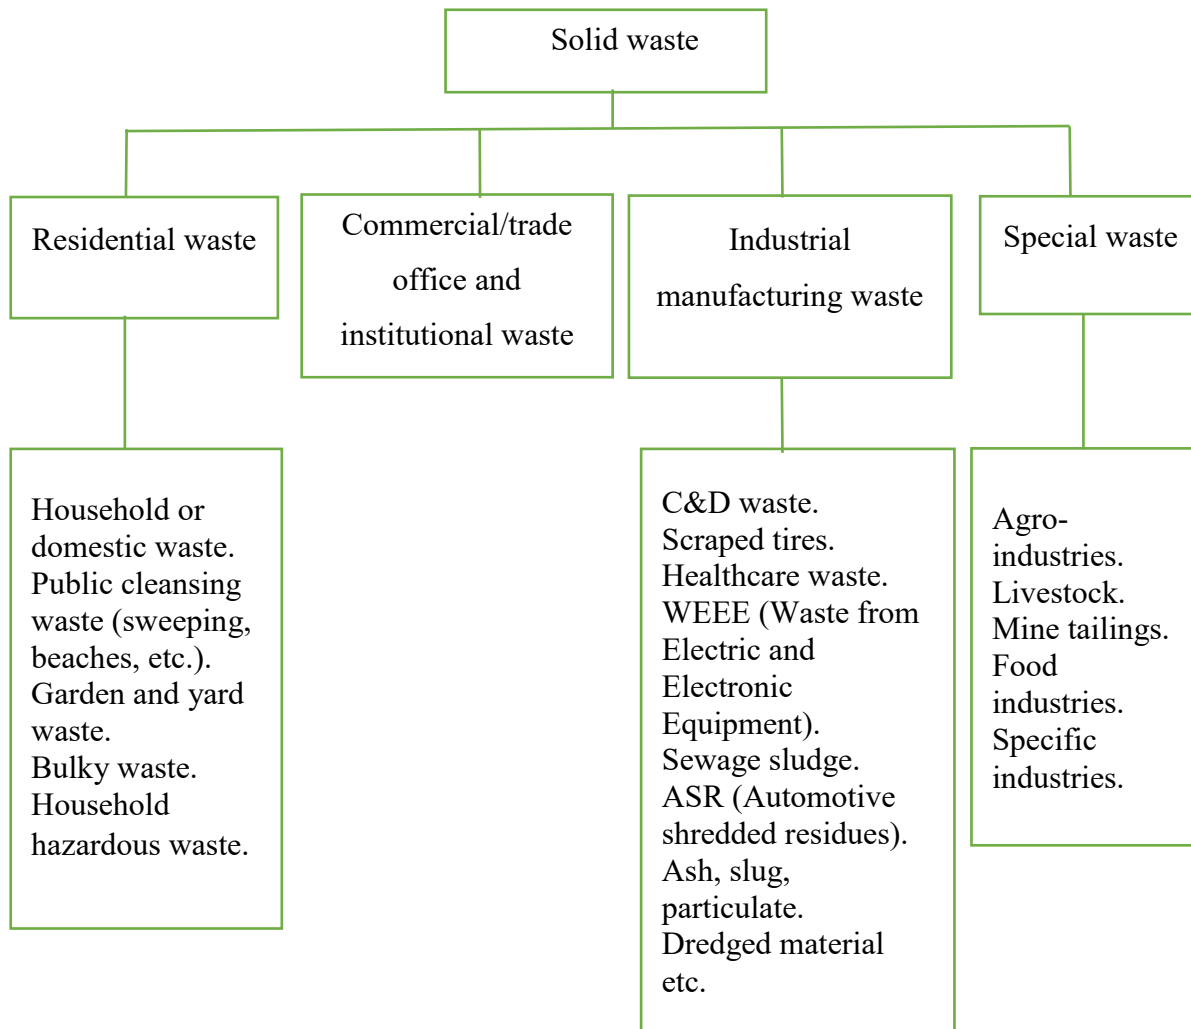 Solid waste
Residential waste
Commercial/trade
office and
institutional waste
Industrial
manufacturing waste
Special waste
Household or
domestic waste.
Public cleansing
waste (sweeping,
beaches, etc.).
Garden and yard
waste.
Bulky waste.
Household
hazardous waste.
C&D waste.
Scraped tires.
Healthcare waste.
WEEE (Waste from
Electric and
Electronic
Equipment).
Sewage sludge.
ASR (Automotive
shredded residues).
Ash, slug,
particulate.
Dredged material
etc.
Agro-
industries.
Livestock.
Mine tailings.
Food
industries.
Specific
industries.